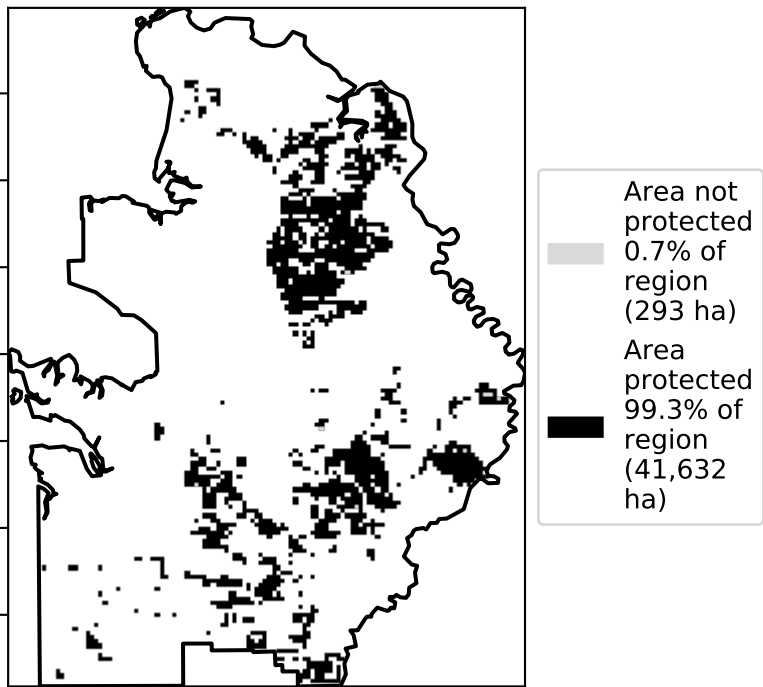 Area not
protected
0.7% of
region
(293 ha)
Area
protected
99.3% of
region
(41,632
ha)